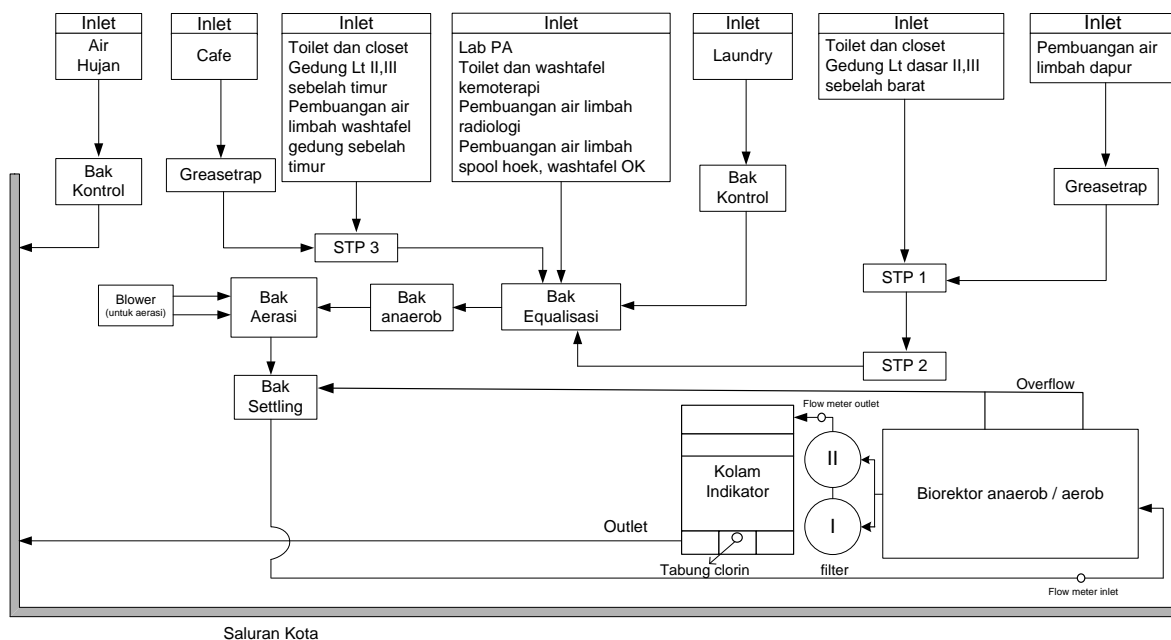 Inlet
Air
Hujan
Inlet
Cafe
Inlet
Toilet dan closet
Gedung Lt II,III
sebelah timur
Pembuangan air
limbah washtafel
gedung sebelah
timur
Inlet
Lab PA
Toilet dan washtafel
kemoterapi
Pembuangan air limbah
radiologi
Pembuangan air limbah
spool hoek, washtafel OK
Inlet
Laundry
Inlet
Toilet dan closet
Gedung Lt dasar II,III
sebelah barat
Inlet
Pembuangan air
limbah dapur
Bak
Kontrol
Greasetrap
Bak
Kontrol
Greasetrap
STP 3
STP 1
Blower
(untuk aerasi)
Bak
Aerasi
Bak
anaerob
Bak
Equalisasi
STP 2
Bak
Settling
Overflow
Flow meter outlet
Kolam
Indikator
II
I
Biorektor anaerob / aerob
Outlet
Tabung clorin
filter
Flow meter inlet
Saluran Kota